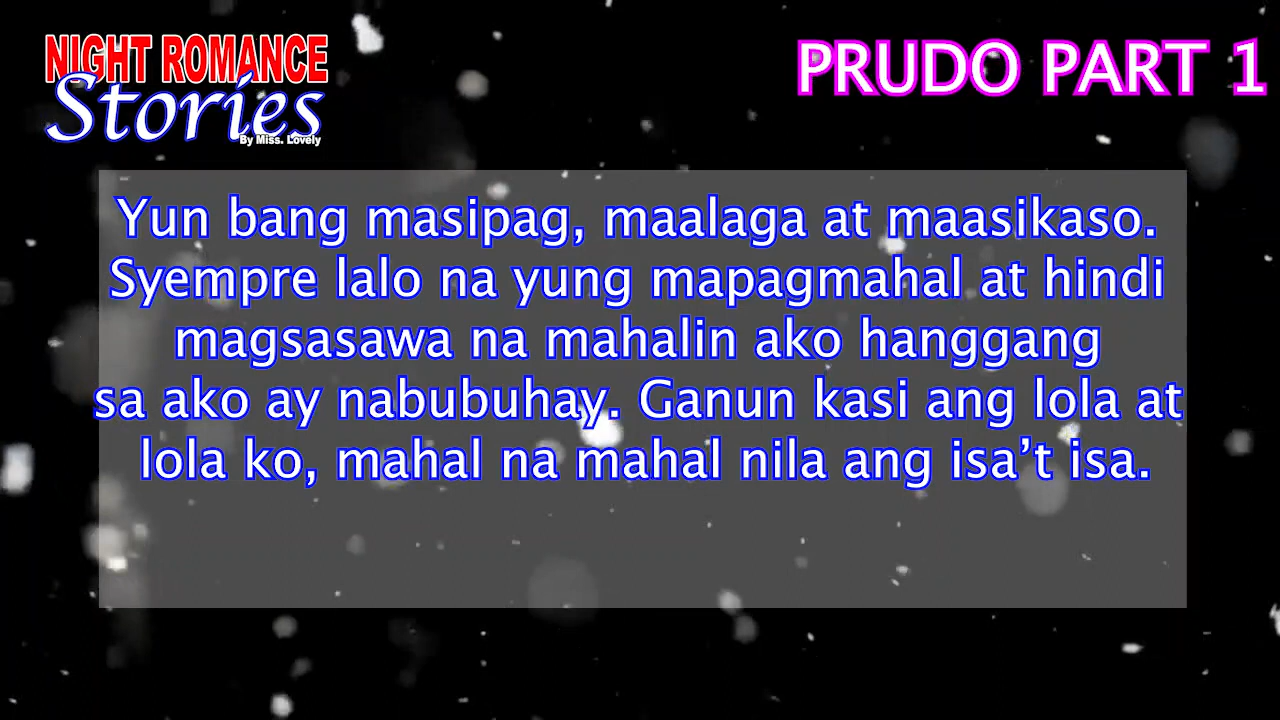 NIGHT ROMANCE
Stories
By Miss. Lovely
PRUDO PART 1
Yun bang masipag, maalaga at maasikaso.
Syempre lalo na yung mapagmahal at hindi
magsasawa na mahalin ako hanggang
sa ako ay nabubuhay. Ganun kasi ang lola at
lola ko, mahal na mahal nila ang isa’t isa.